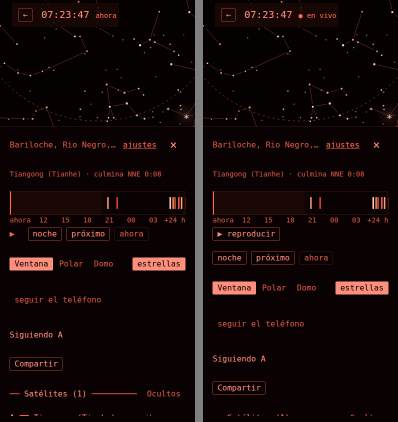 ← 07:23:47 ahora
Bariloche, Río Negro,… ajustes ×
Tiangong (Tianhe) · culmina NNE 0:08
ahora 12 15 18 21 00 03 +24 h
▶ noche próximo ahora
Ventana Polar Domo estrellas
seguir el teléfono
Siguiendo A
Compartir
Satélites (1) Ocultos
← 07:23:47 ● en vivo
Bariloche, Río Negro,… ajustes ×
Tiangong (Tianhe) · culmina NNE 0:08
ahora 12 15 18 21 00 03 +24 h
▶ reproducir
noche próximo ahora
Ventana Polar Domo estrellas
seguir el teléfono
Siguiendo A
Compartir